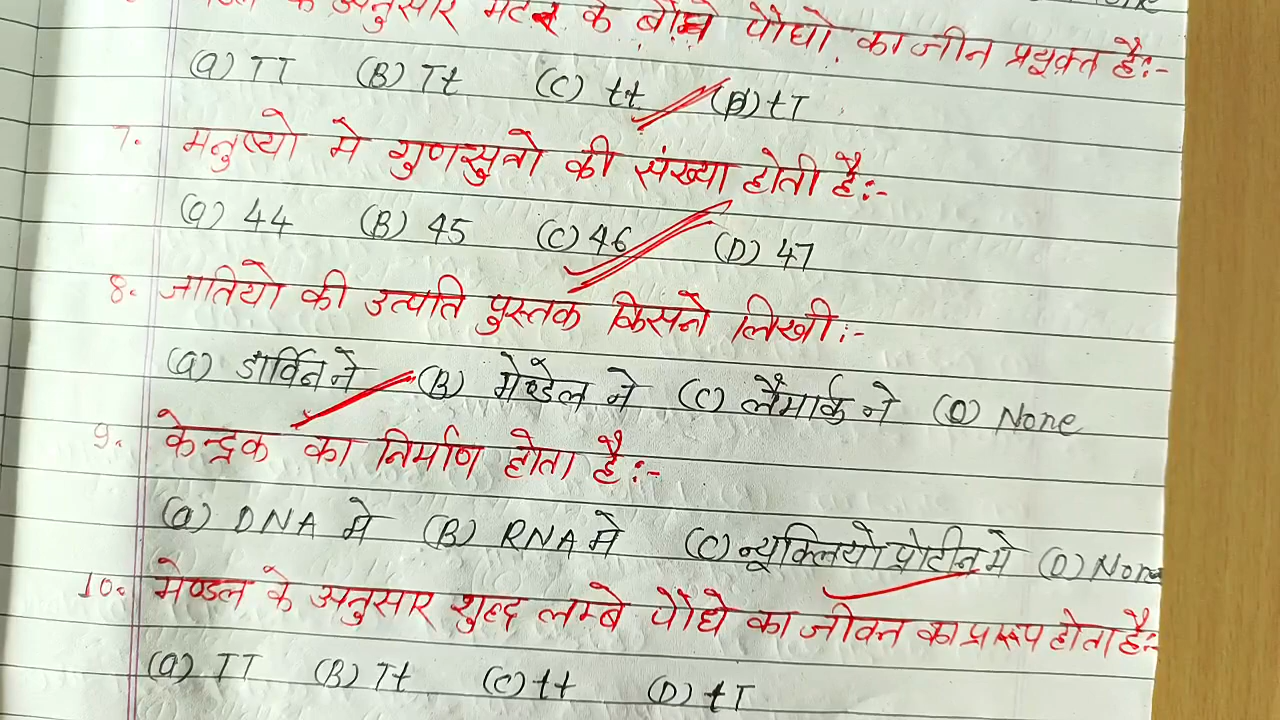 के अनुसार मटर के बौने पौधो का जीन प्रयुक्त है:-
(a) TT (B) Tt (C) tt (D) tT
7. मनुष्यो मे गुणसुत्रो की संख्या होती है:-
(a) 44 (B) 45 (C) 46 (D) 47
8. जातियो की उत्पति पुस्तक किसने लिखी:-
(a) डार्विन ने (B) मेण्डेल ने (C) लैमार्क ने (D) None
9. केन्द्रक का निर्माण होता है:-
(a) DNA मे (B) RNA मे (C) न्यूक्लियो प्रोटीन मे (D) None
10. मेण्डल के अनुसार शुद्द लम्बे पौधे का जीवन का प्रारूप होता है:-
(a) TT (B) Tt (C) tt (D) tT